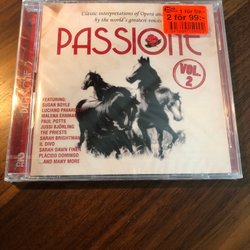 2 för 99:-
Classic interpretations of Opera
by the world's greatest voices
PASSIONE
VOL.
2
FEATURING:
SUSAN BOYLE
LUCIANO PAVAROTTI
MALENA ERNMAN
PAUL POTTS
JUSSI BJÖRLING
THE PRIESTS
SARAH BRIGHTMAN
IL DIVO
SARAH DAWN FINER
PLÁCIDO DOMINGO
...AND MANY MORE